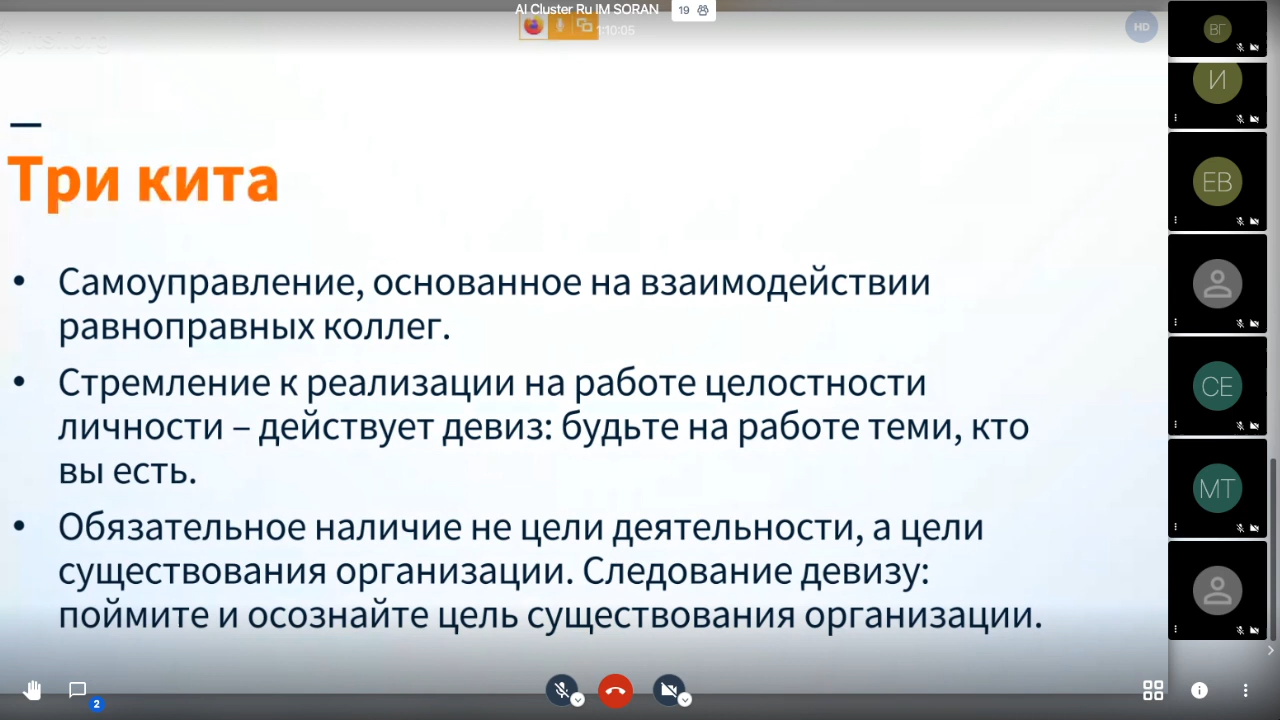 AI Cluster Ru IM SORAN
19
1:10:05
HD
Три кита
• Самоуправление, основанное на взаимодействии
равноправных коллег.
• Стремление к реализации на работе целостности
личности – действует девиз: будьте на работе теми, кто
вы есть.
• Обязательное наличие не цели деятельности, а цели
существования организации. Следование девизу:
поймите и осознайте цель существования организации.
ВГ
И
ЕВ
СЕ
МТ
2